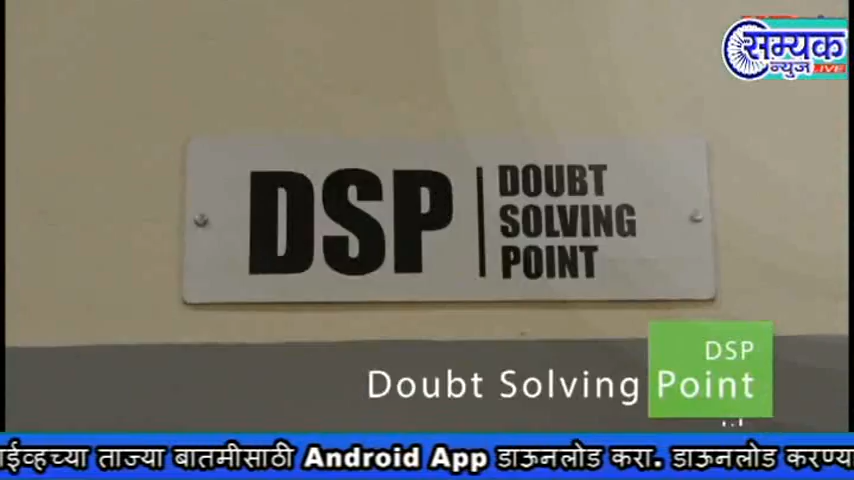 सम्यक
न्युज LIVE
DSP
DOUBT
SOLVING
POINT
DSP
Doubt Solving Point
ाईव्हच्या ताज्या बातमीसाठी Android App डाऊनलोड करा. डाऊनलोड करण्या